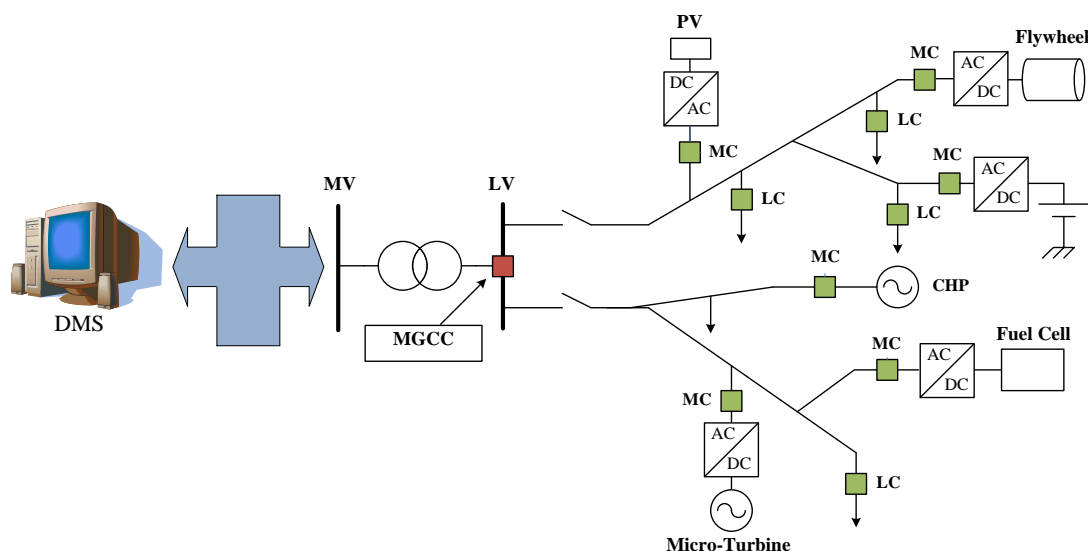 PV
Flywheel
MC
AC
DC
DC
AC
LC
MC
MC
AC
DC
MV
LV
LC
LC
MC
CHP
DMS
MGCC
Fuel Cell
MC
AC
DC
MC
AC
DC
LC
Micro-Turbine